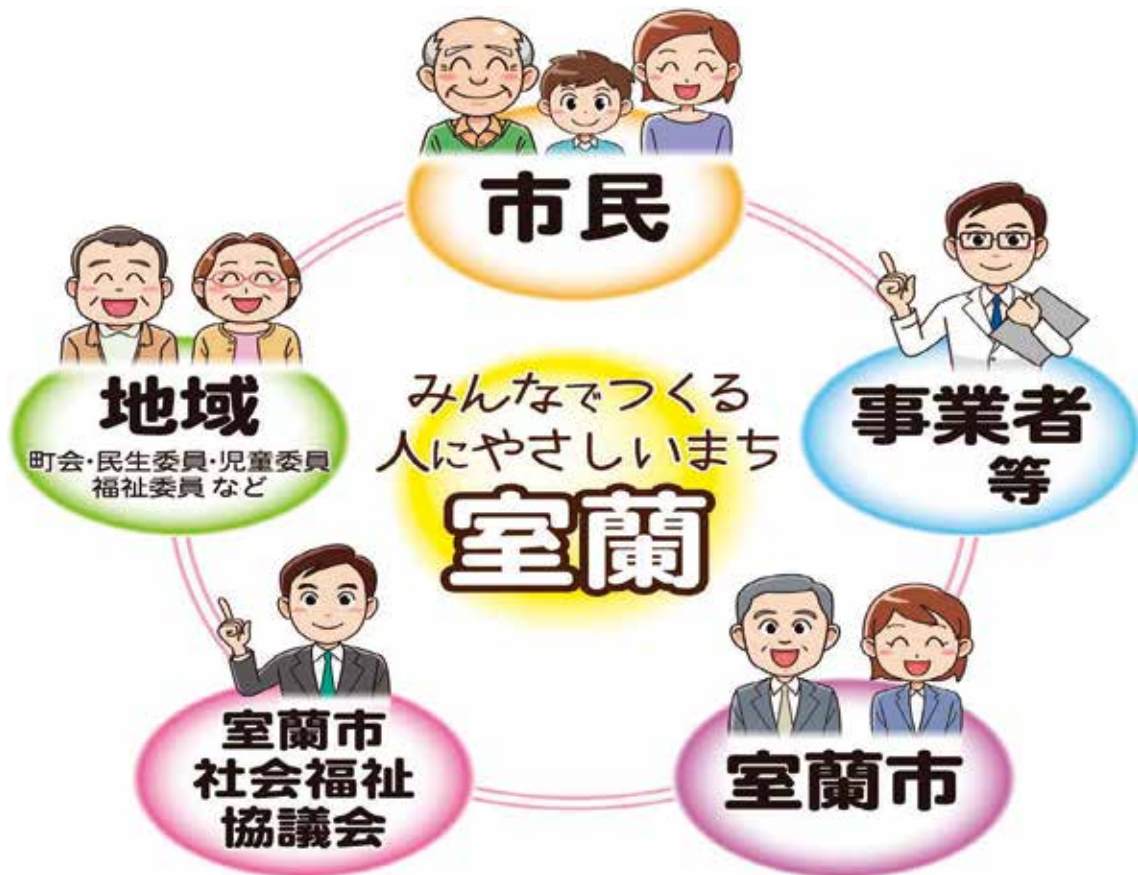 市民
地域
町会・民生委員・児童委員
福祉委員 など
事業者
等
みんなでつくる
人にやさしいまち
室蘭
室蘭市
社会福祉
協議会
室蘭市